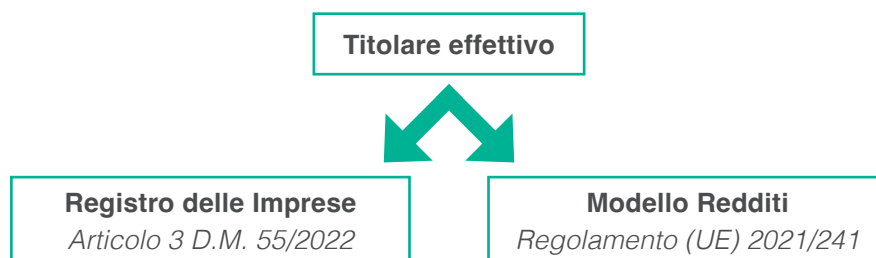 Titolare effettivo
Registro delle Imprese
Articolo 3 D.M. 55/2022
Modello Redditi
Regolamento (UE) 2021/241